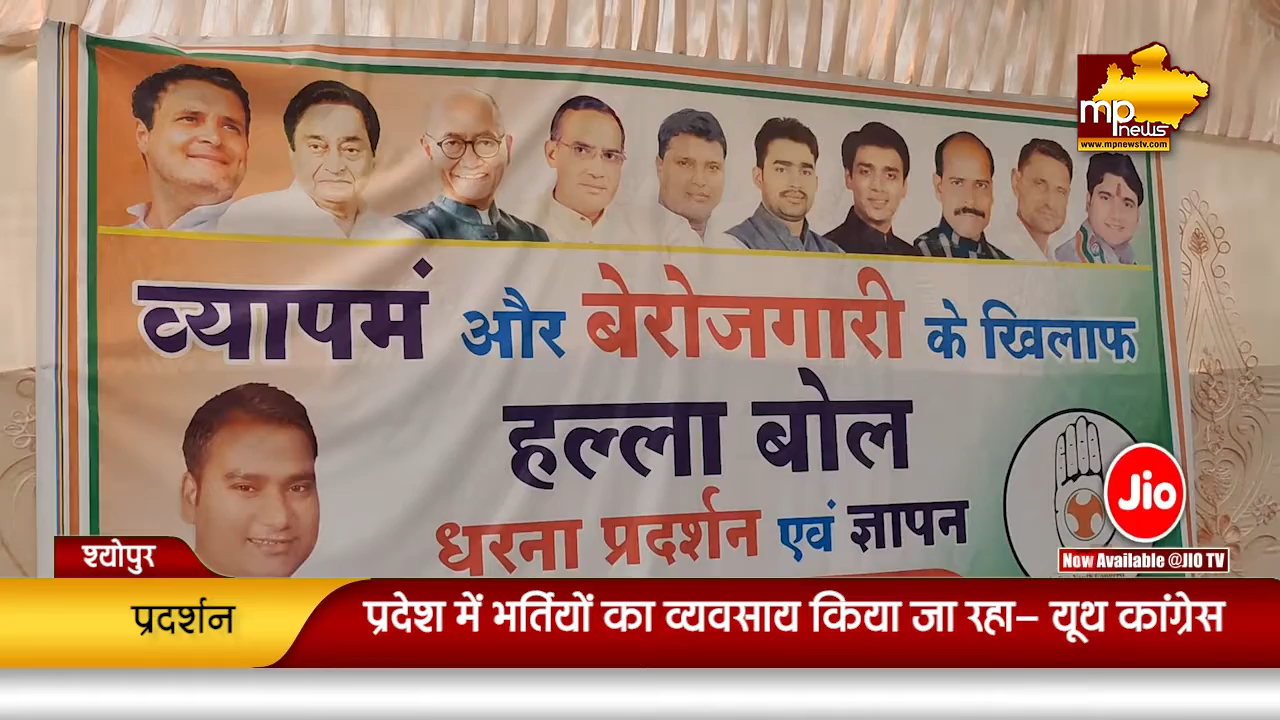 mp
news
www.mpnewstv.com
व्यापमं और बेरोजगारी के खिलाफ
हल्ला बोल
धरना प्रदर्शन एवं ज्ञापन
Jio
Now Available @JIO TV
श्योपुर
प्रदर्शन
प्रदेश में भर्तियों का व्यवसाय किया जा रहा– यूथ कांग्रेस